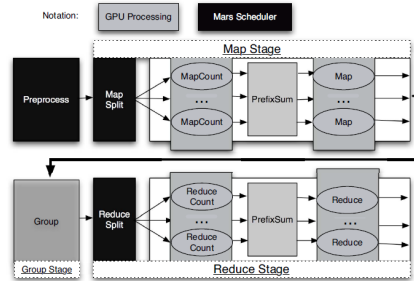 Notation:
GPU Processing
Mars Scheduler
Map Stage
Preprocess
Map
Split
MapCount
...
MapCount
PrefixSum
Map
...
Map
Group
Group Stage
Reduce
Split
Reduce
Count
...
Reduce
Count
PrefixSum
Reduce
...
Reduce
Reduce Stage